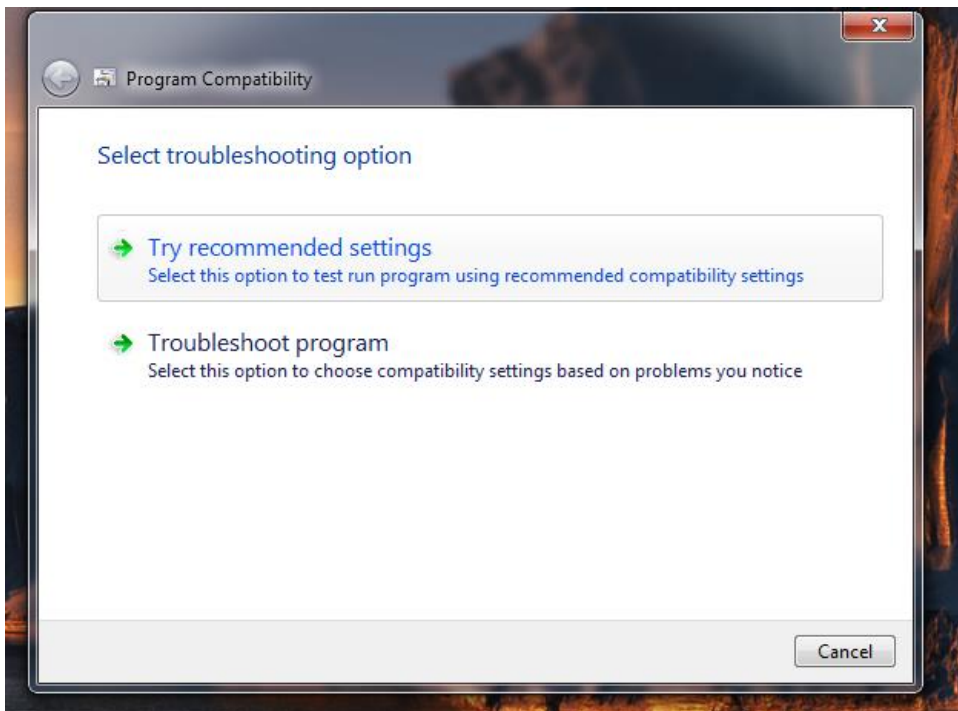 Program Compatibility
Select troubleshooting option
Try recommended settings
Select this option to test run program using recommended compatibility settings
Troubleshoot program
Select this option to choose compatibility settings based on problems you notice
Cancel